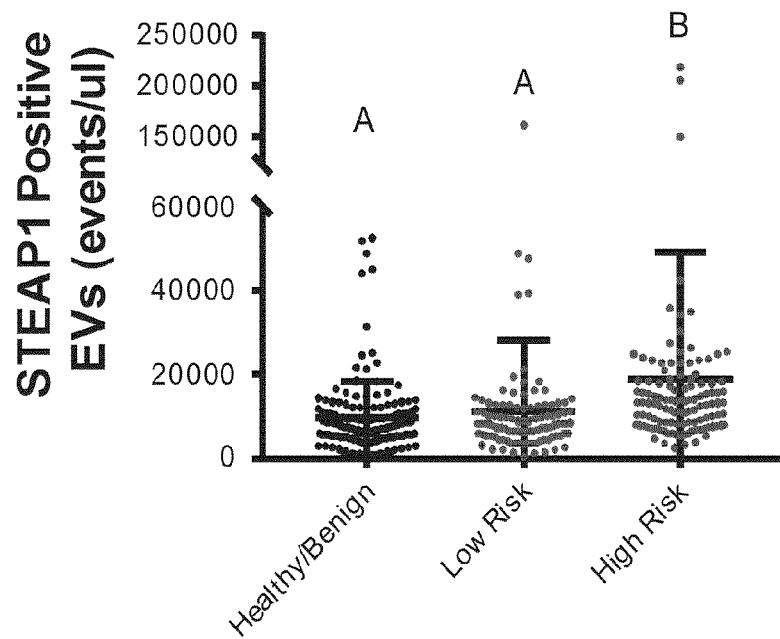 STEAP1 Positive
EVs (events/ul)
250000
200000
150000
60000
40000
20000
0
A
A
B
Healthy/Benign
Low Risk
High Risk